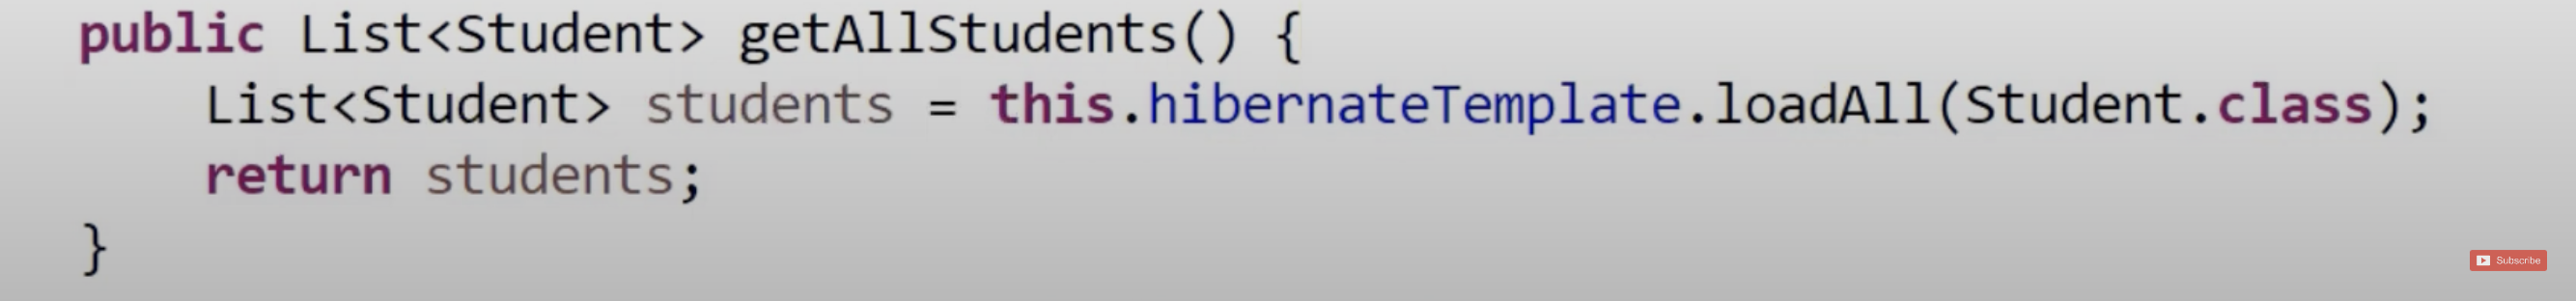 public List<Student> getAllStudents() {
    List<Student> students = this.hibernateTemplate.loadAll(Student.class);
    return students;
}
Subscribe